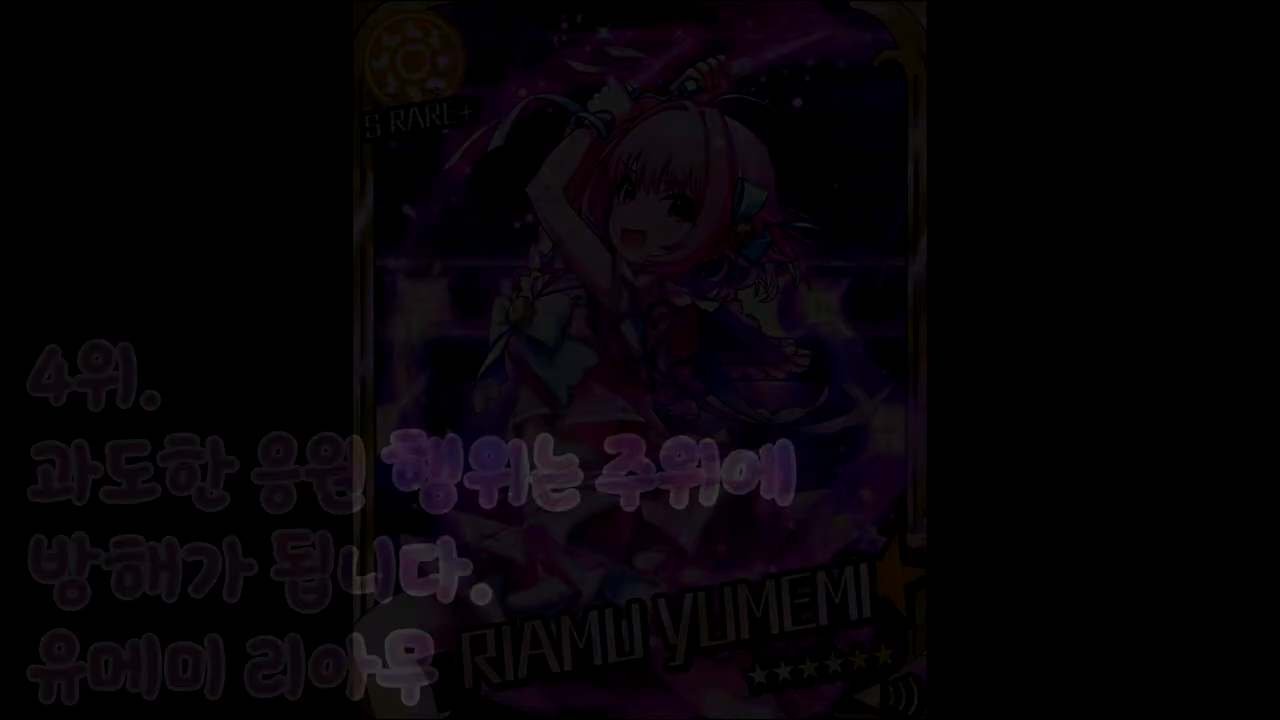 S RARE+
4위.
과도한 응원 행위는 주위에
방해가 됩니다.
유메미 리아무
RIAMU YUMEMI